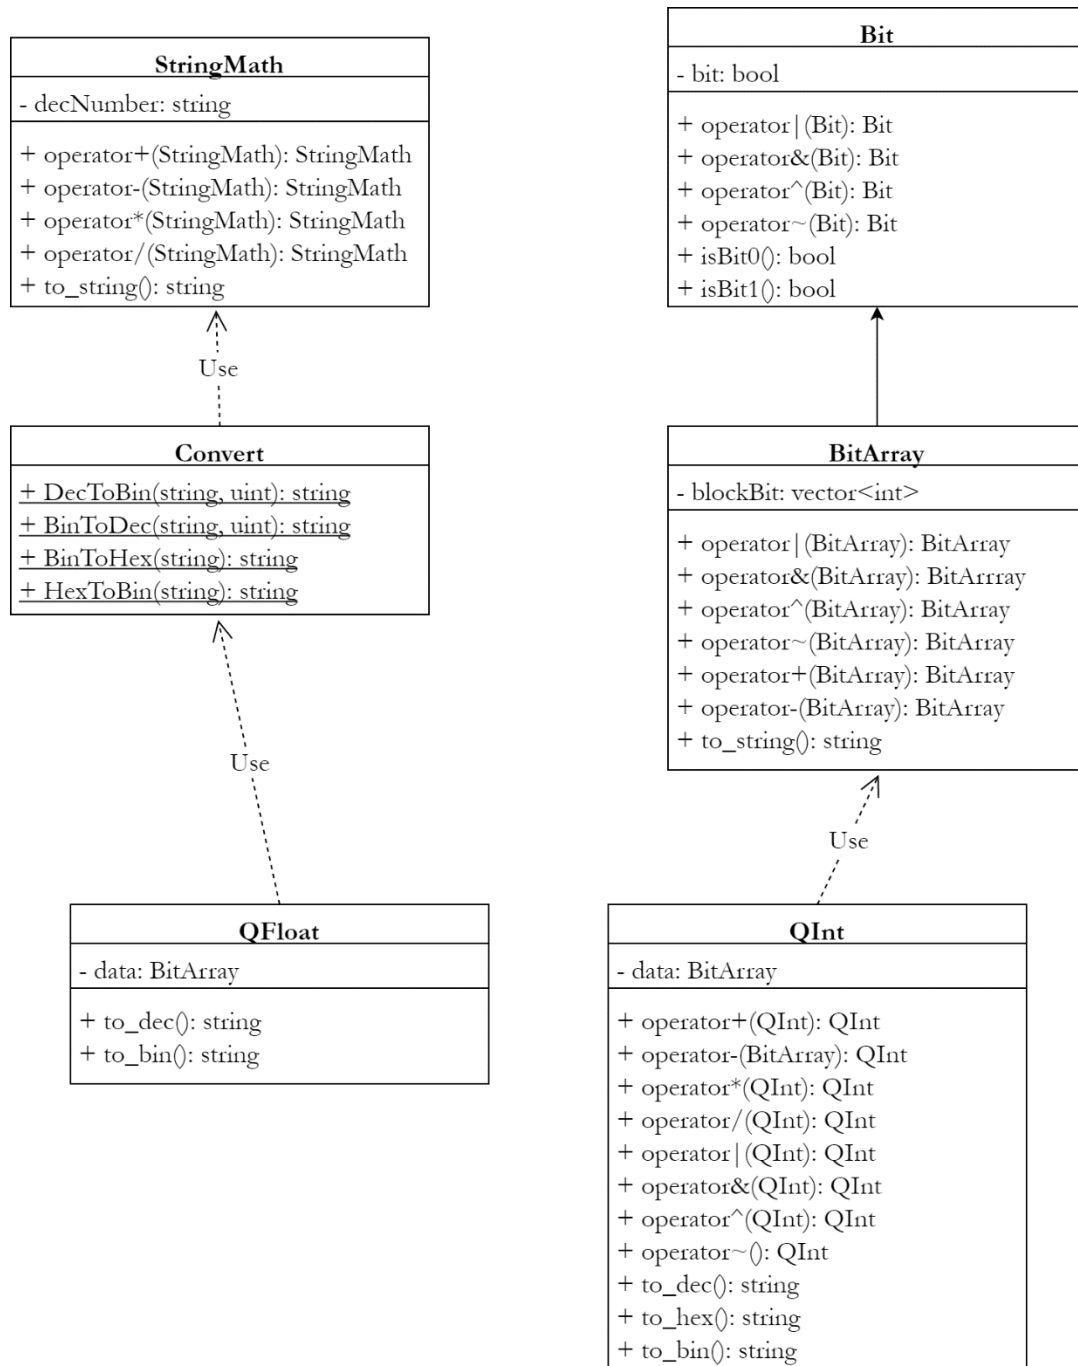 StringMath
- decNumber: string
+ operator+(StringMath): StringMath
+ operator-(StringMath): StringMath
+ operator*(StringMath): StringMath
+ operator/(StringMath): StringMath
+ to_string(): string
Use
Convert
+ DecToBin(string, uint): string
+ BinToDec(string, uint): string
+ BinToHex(string): string
+ HexToBin(string): string
Use
QFloat
- data: BitArray
+ to_dec(): string
+ to_bin(): string
Bit
- bit: bool
+ operator|(Bit): Bit
+ operator&(Bit): Bit
+ operator^(Bit): Bit
+ operator~(Bit): Bit
+ isBit0(): bool
+ isBit1(): bool
BitArray
- blockBit: vector<int>
+ operator|(BitArray): BitArray
+ operator&(BitArray): BitArrray
+ operator^(BitArray): BitArray
+ operator~(BitArray): BitArray
+ operator+(BitArray): BitArray
+ operator-(BitArray): BitArray
+ to_string(): string
Use
QInt
- data: BitArray
+ operator+(QInt): QInt
+ operator-(BitArray): QInt
+ operator*(QInt): QInt
+ operator/(QInt): QInt
+ operator|(QInt): QInt
+ operator&(QInt): QInt
+ operator^(QInt): QInt
+ operator~(): QInt
+ to_dec(): string
+ to_hex(): string
+ to_bin(): string